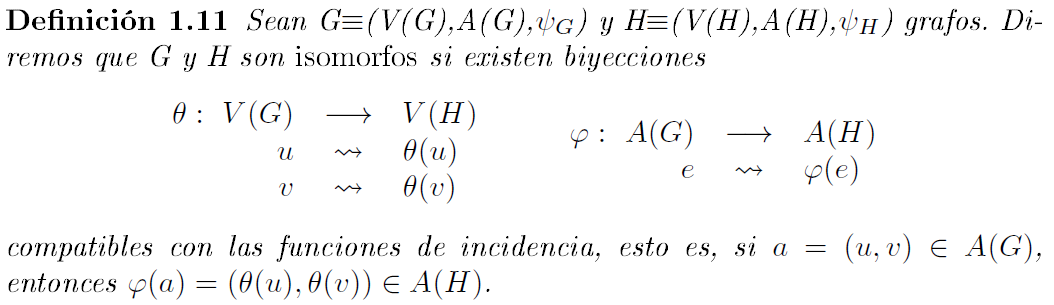 Definición 1.11 Sean G≡(V(G),A(G),ψ_G) y H≡(V(H),A(H),ψ_H) grafos. Di-
remos que G y H son isomorfos si existen biyecciones
θ : V(G) ⟶ V(H)
u ⇝ θ(u)
v ⇝ θ(v)
φ : A(G) ⟶ A(H)
e ⇝ φ(e)
compatibles con las funciones de incidencia, esto es, si a = (u, v) ∈ A(G),
entonces φ(a) = (θ(u), θ(v)) ∈ A(H).